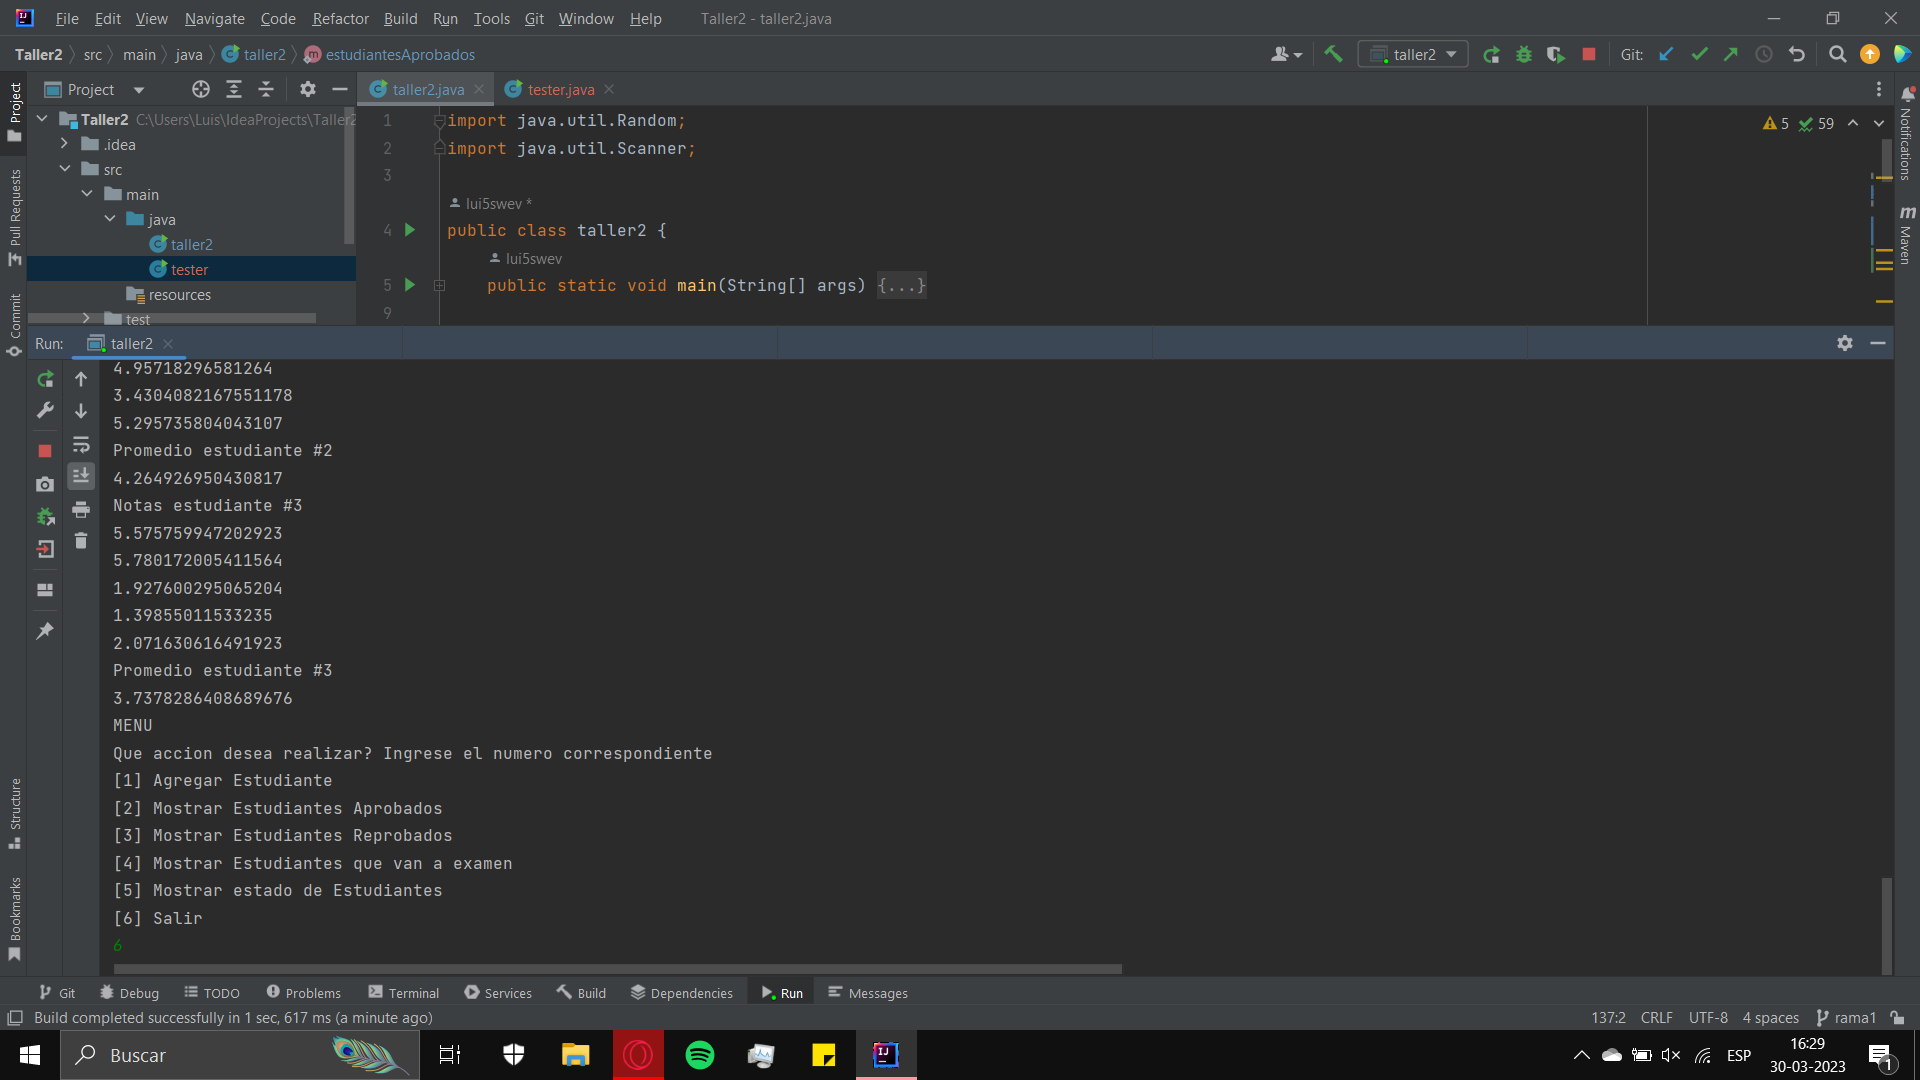 File Edit View Navigate Code Refactor Build Run Tools Git Window Help Taller2 - taller2.java
Taller2 src main java taller2 estudiantesAprobados taller2 Git:
Project taller2.java tester.java
Taller2 C:\Users\Luis\IdeaProjects\Taller2
.idea
src
main
java
taller2
tester
resources
test
1 import java.util.Random;
2 import java.util.Scanner;
3
lui5swev *
4 public class taller2 {
lui5swev
5 public static void main(String[] args) {...}
9
5 59
Project
Pull Requests
Commit
Structure
Bookmarks
Notifications
Maven
Run: taller2
4.95718296581264
3.4304082167551178
5.295735804043107
Promedio estudiante #2
4.264926950430817
Notas estudiante #3
5.575759947202923
5.780172005411564
1.927600295065204
1.39855011533235
2.071630616491923
Promedio estudiante #3
3.7378286408689676
MENU
Que accion desea realizar? Ingrese el numero correspondiente
[1] Agregar Estudiante
[2] Mostrar Estudiantes Aprobados
[3] Mostrar Estudiantes Reprobados
[4] Mostrar Estudiantes que van a examen
[5] Mostrar estado de Estudiantes
[6] Salir
6
Git Debug TODO Problems Terminal Services Build Dependencies Run Messages
Build completed successfully in 1 sec, 617 ms (a minute ago) 137:2 CRLF UTF-8 4 spaces rama1
Buscar ESP 16:29
30-03-2023 1